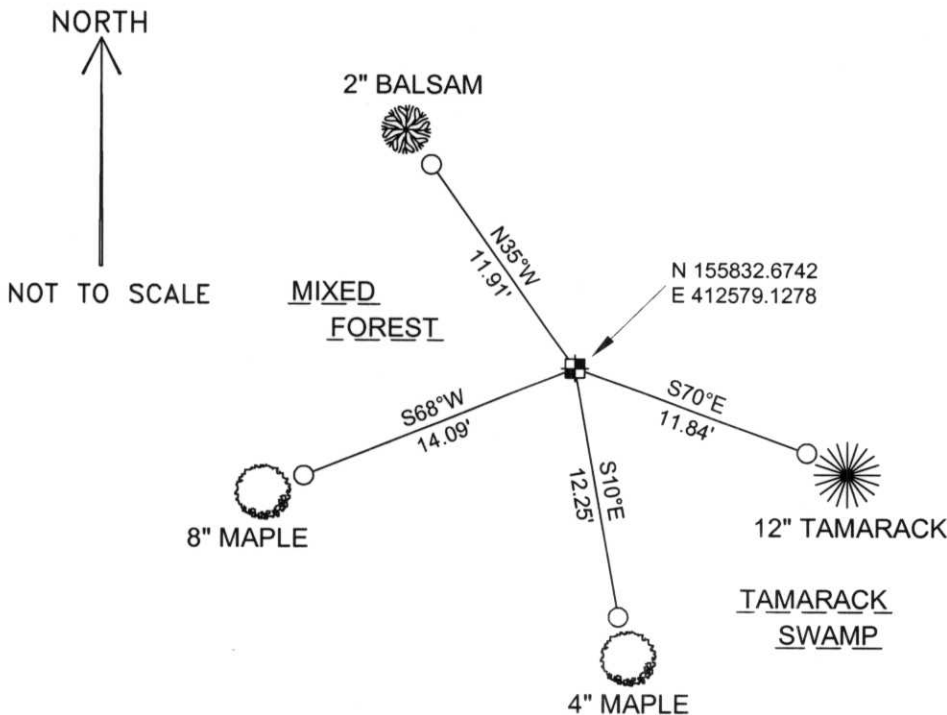 NORTH
2" BALSAM
N35°W
11.91'
N 155832.6742
E 412579.1278
NOT TO SCALE
MIXED
FOREST
S68°W
14.09'
S70°E
11.84'
S10°E
12.25'
8" MAPLE
12" TAMARACK
TAMARACK
SWAMP
4" MAPLE